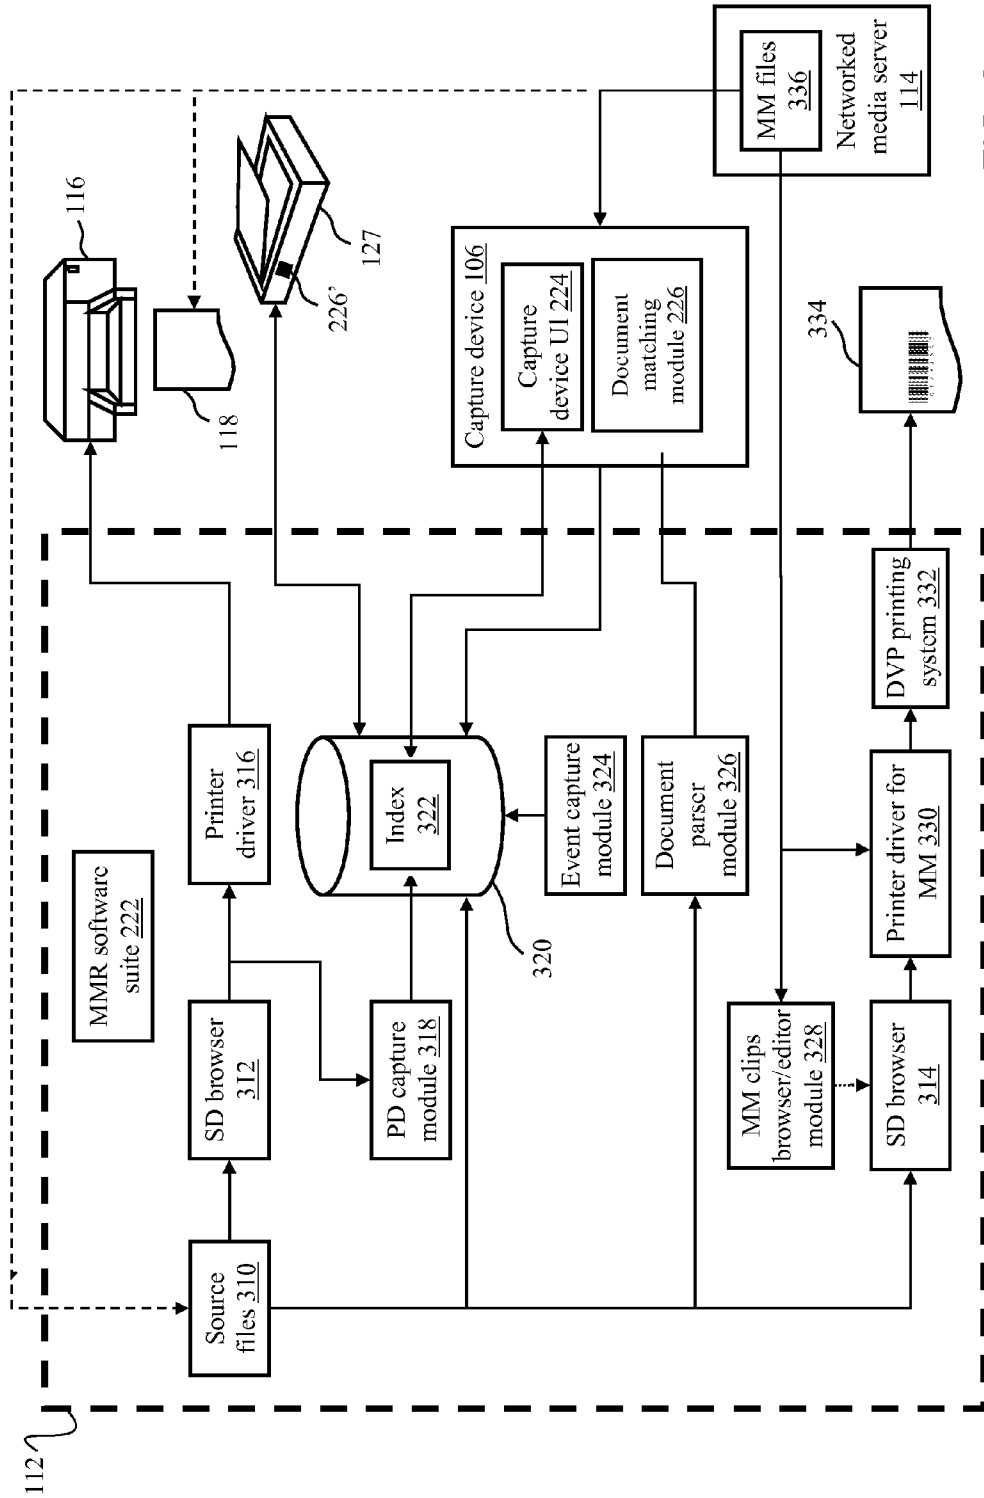 112
MMR software
suite 222
116
Source
files 310
SD browser
312
Printer
driver 316
118
226'
127
PD capture
module 318
Index
322
320
Event capture
module 324
Capture device 106
Capture
device UI 224
Document
matching
module 226
Document
parser
module 326
MM clips
browser/editor
module 328
MM files
336
Networked
media server
114
334
SD browser
314
Printer driver for
MM 330
DVP printing
system 332